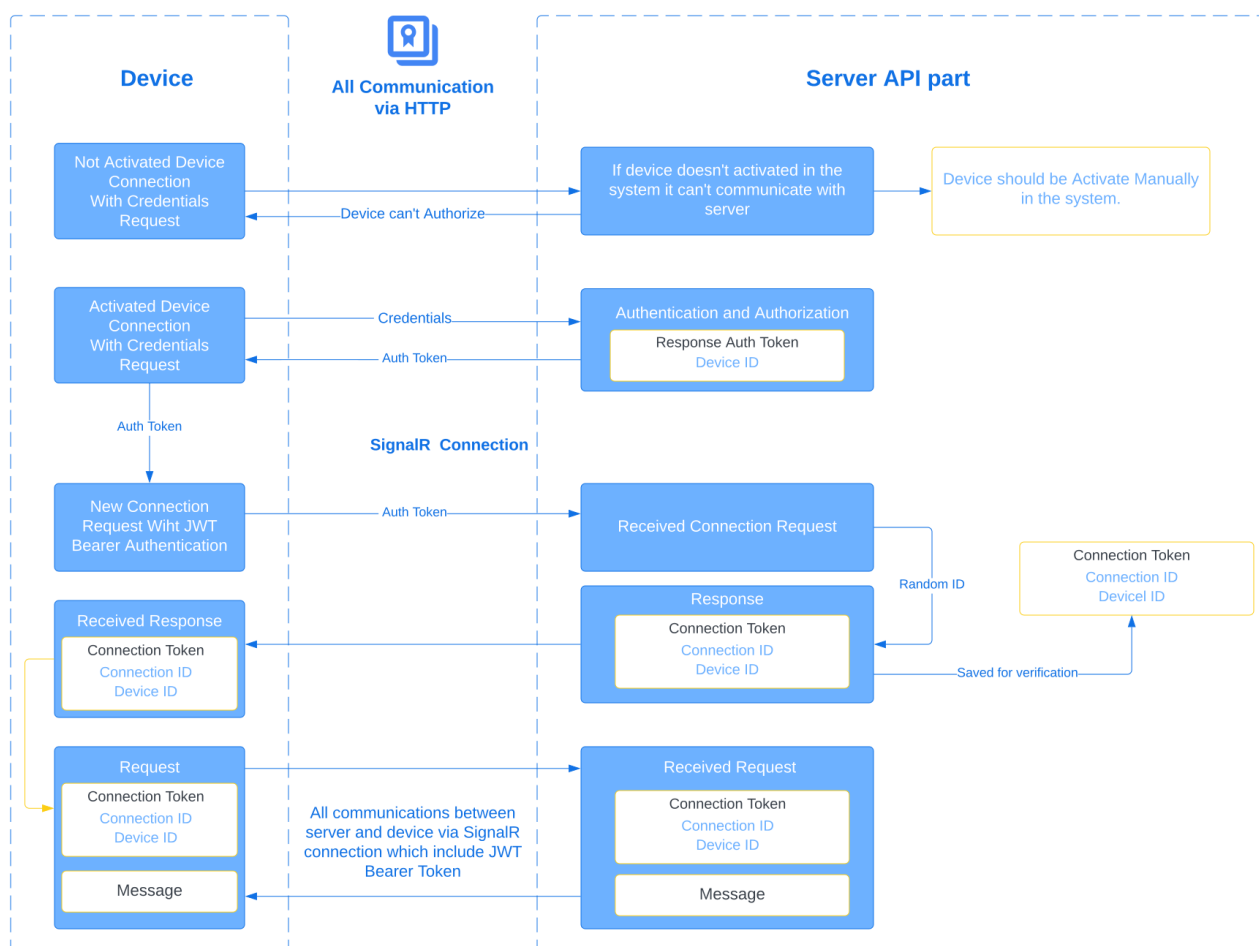 Device
All Communication
via HTTP
Server API part
Not Activated Device
Connection
With Credentials
Request
Device can't Authorize
If device doesn't activated in the
system it can't communicate with
server
Device should be Activate Manually
in the system.
Activated Device
Connection
With Credentials
Request
Credentials
Auth Token
Authentication and Authorization
Response Auth Token
Device ID
Auth Token
SignalR Connection
New Connection
Request Wiht JWT
Bearer Authentication
Auth Token
Received Connection Request
Random ID
Connection Token
Connection ID
Devicel ID
Received Response
Connection Token
Connection ID
Device ID
Response
Connection Token
Connection ID
Device ID
Saved for verification
Request
Connection Token
Connection ID
Device ID
Message
All communications between
server and device via SignalR
connection which include JWT
Bearer Token
Received Request
Connection Token
Connection ID
Device ID
Message